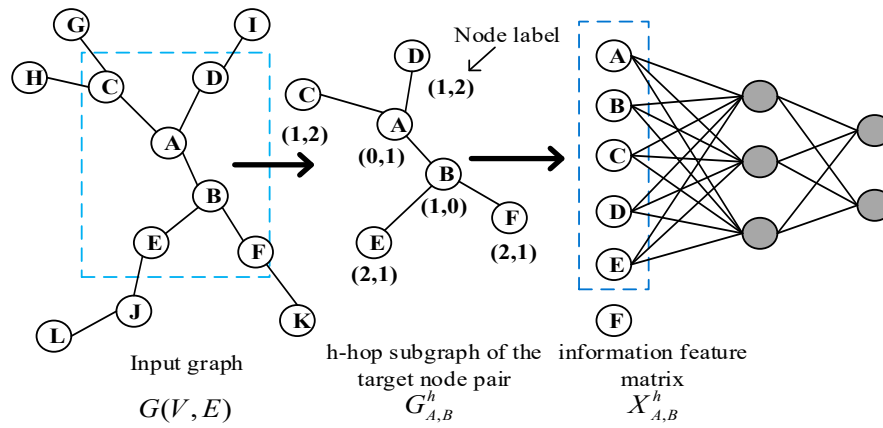 G
I
H
C
D
A
B
E
F
J
L
K
Input graph
G(V, E)
Node label
D
(1,2)
C
(1,2)
A
(0,1)
B
(1,0)
F
(2,1)
E
(2,1)
h-hop subgraph of the
target node pair
G^h_{A,B}
A
B
C
D
E
F
information feature
matrix
X^h_{A,B}